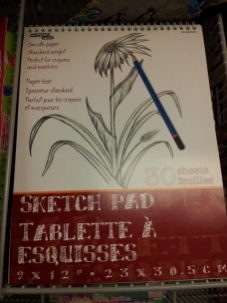 Smooth paper
Standard weight
Perfect for crayons
and markers
Papier lisse
Épaisseur standard
Parfait pour les crayons
et marqueurs
30 sheets
feuilles
SKETCH PAD
TABLETTE À
ESQUISSES
9 X 12" • 23 X 30.5 CM